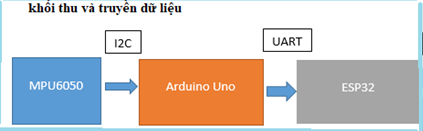 khối thu và truyền dữ liệu
I2C
UART
MPU6050
Arduino Uno
ESP32